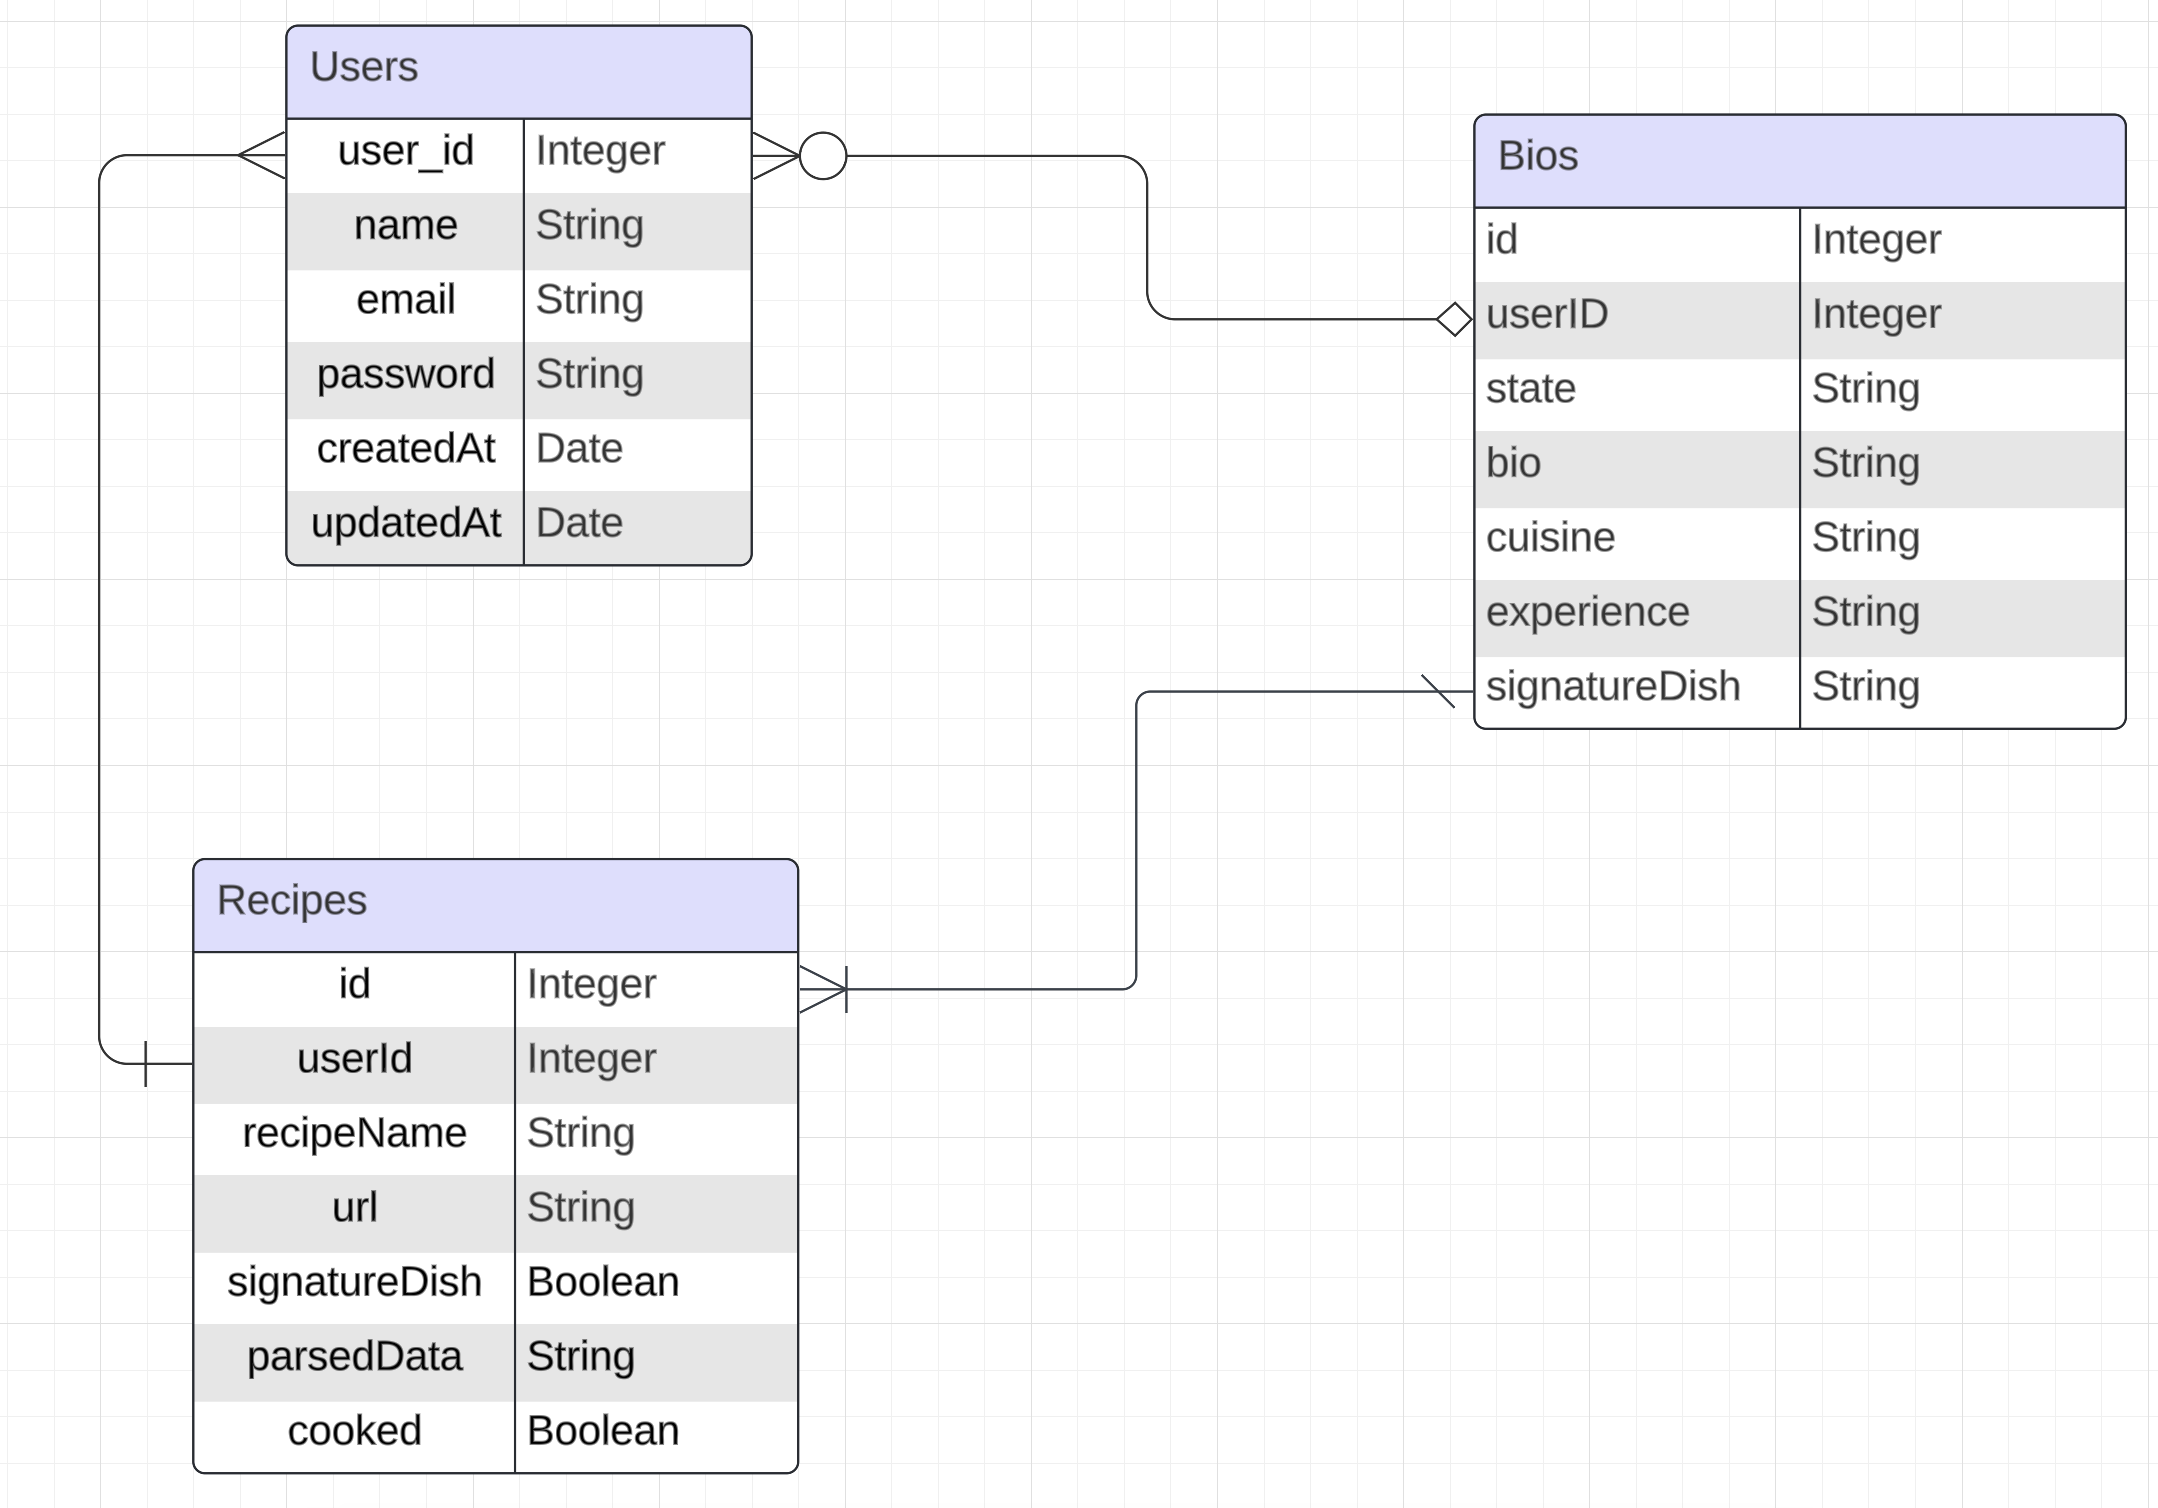 Users
user_id Integer
name String
email String
password String
createdAt Date
updatedAt Date
Bios
id Integer
userID Integer
state String
bio String
cuisine String
experience String
signatureDish String
Recipes
id Integer
userId Integer
recipeName String
url String
signatureDish Boolean
parsedData String
cooked Boolean